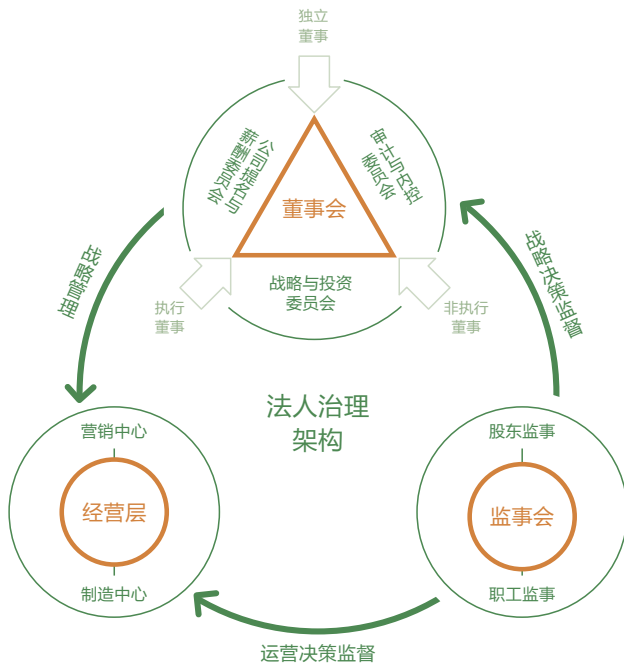 独立
董事
公司提名与
薪酬委员会
审计与内控
委员会
董事会
战略与投资
委员会
执行
董事
非执行
董事
战略管理
战略决策监督
法人治理
架构
营销中心
经营层
制造中心
股东监事
监事会
职工监事
运营决策监督